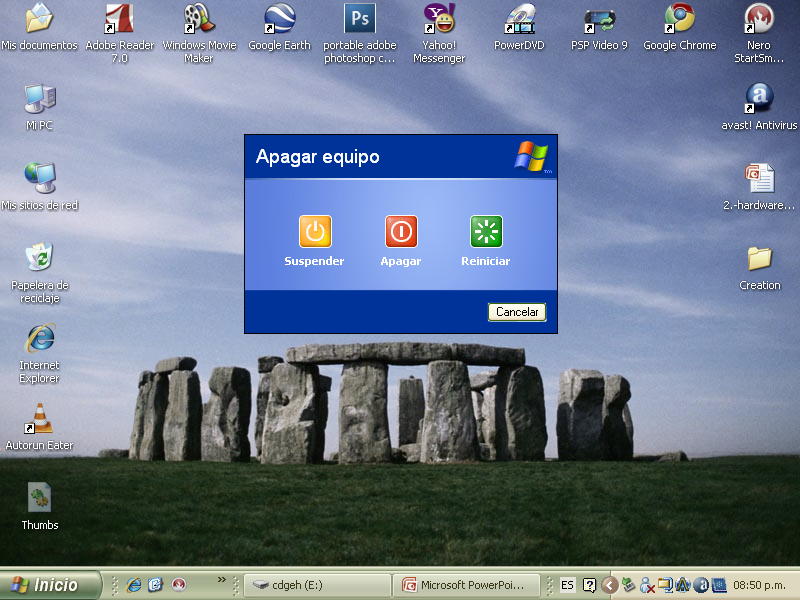 Mis documentos
Adobe Reader
7.0
Windows Movie
Maker
Google Earth
Ps
portable adobe
photoshop c...
Yahoo!
Messenger
PowerDVD
PSP Video 9
Google Chrome
Nero
StartSm...
Mi PC
avast! Antivirus
Mis sitios de red
2.-hardware...
Papelera de
reciclaje
Creation
Internet
Explorer
Autorun Eater
Thumbs
Apagar equipo
Suspender
Apagar
Reiniciar
Cancelar
Inicio
»
cdgeh (E:)
Microsoft PowerPoi...
ES
08:50 p.m.